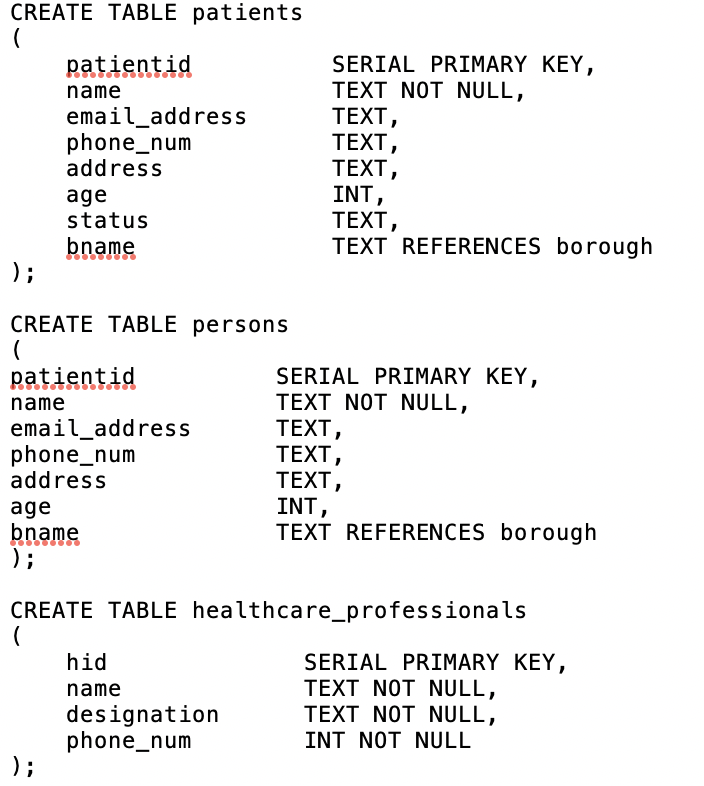 CREATE TABLE patients
(
    patientid          SERIAL PRIMARY KEY,
    name               TEXT NOT NULL,
    email_address      TEXT,
    phone_num          TEXT,
    address            TEXT,
    age                INT,
    status             TEXT,
    bname              TEXT REFERENCES borough
);

CREATE TABLE persons
(
patientid          SERIAL PRIMARY KEY,
name               TEXT NOT NULL,
email_address      TEXT,
phone_num          TEXT,
address            TEXT,
age                INT,
bname              TEXT REFERENCES borough
);

CREATE TABLE healthcare_professionals
(
    hid              SERIAL PRIMARY KEY,
    name             TEXT NOT NULL,
    designation      TEXT NOT NULL,
    phone_num        INT NOT NULL
);